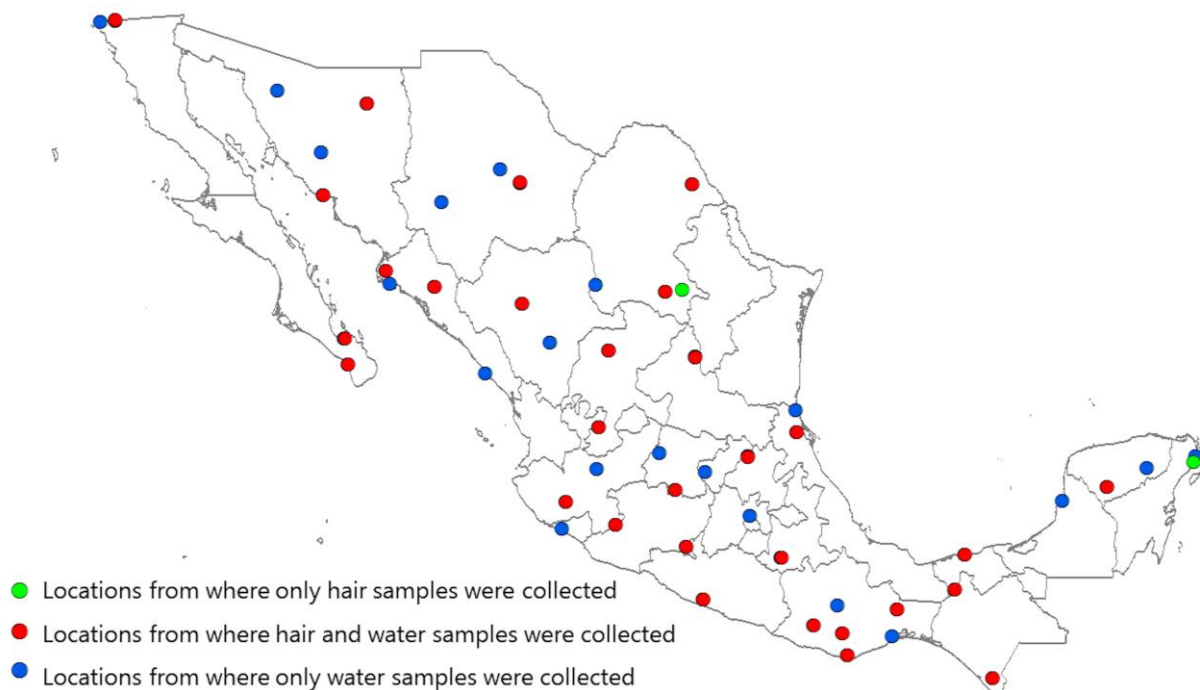 Locations from where only hair samples were collected
Locations from where hair and water samples were collected
Locations from where only water samples were collected